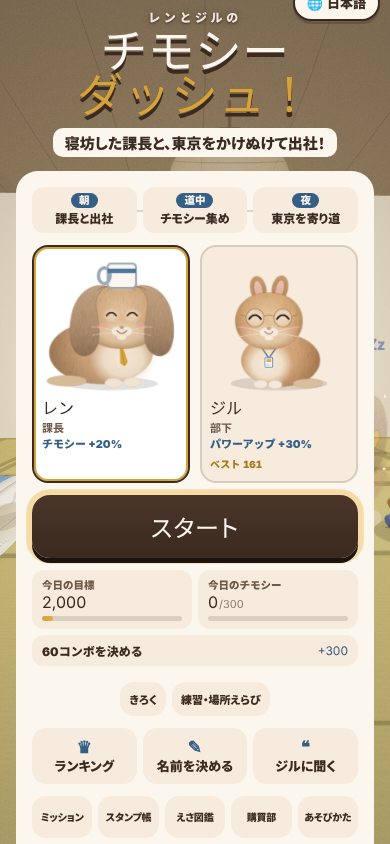 日本語
レンとジルの
チモシー
ダッシュ！
寝坊した課長と、東京をかけぬけて出社！
朝
課長と出社
道中
チモシー集め
夜
東京を寄り道
レン
課長
チモシー +20%
ジル
部下
パワーアップ +30%
ベスト 161
スタート
今日の目標
2,000
今日のチモシー
0/300
60コンボを決める
+300
きろく
練習・場所えらび
ランキング
名前を決める
ジルに聞く
ミッション
スタンプ帳
えさ図鑑
購買部
あそびかた